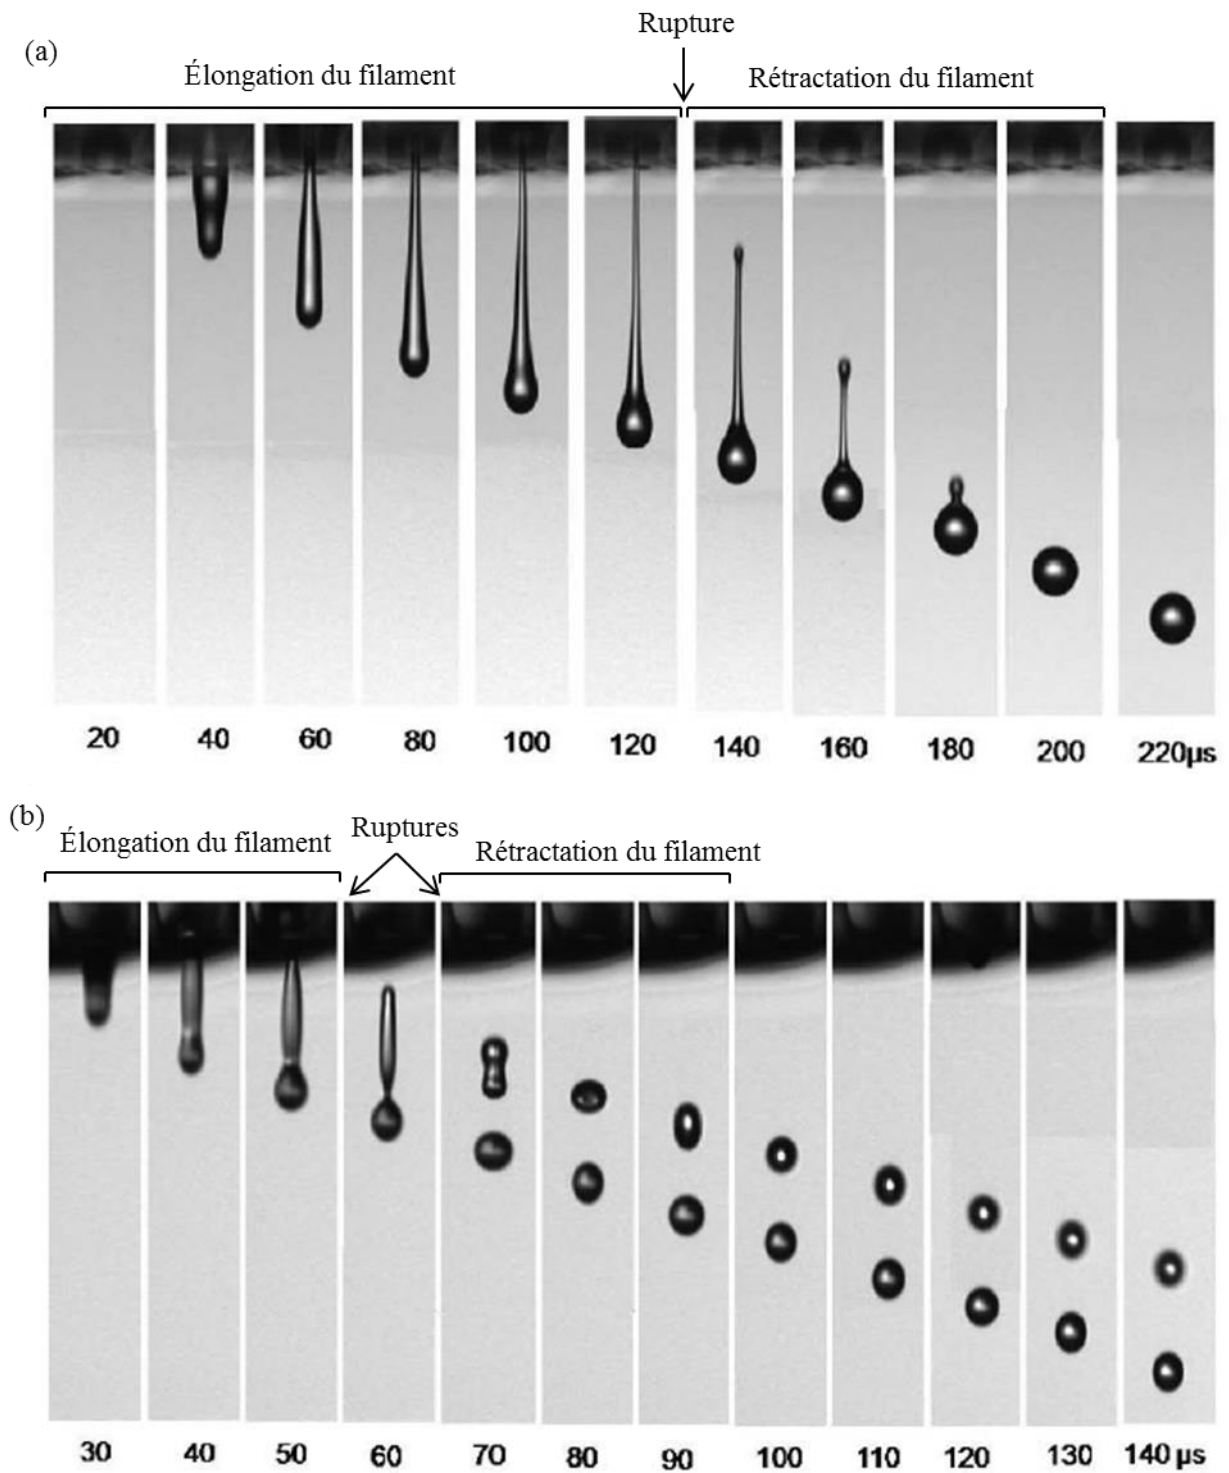 Rupture
(a)
Élongation du filament
Rétractation du filament
20 40 60 80 100 120 140 160 180 200 220µs
(b)
Élongation du filament
Ruptures
Rétractation du filament
30 40 50 60 70 80 90 100 110 120 130 140 µs